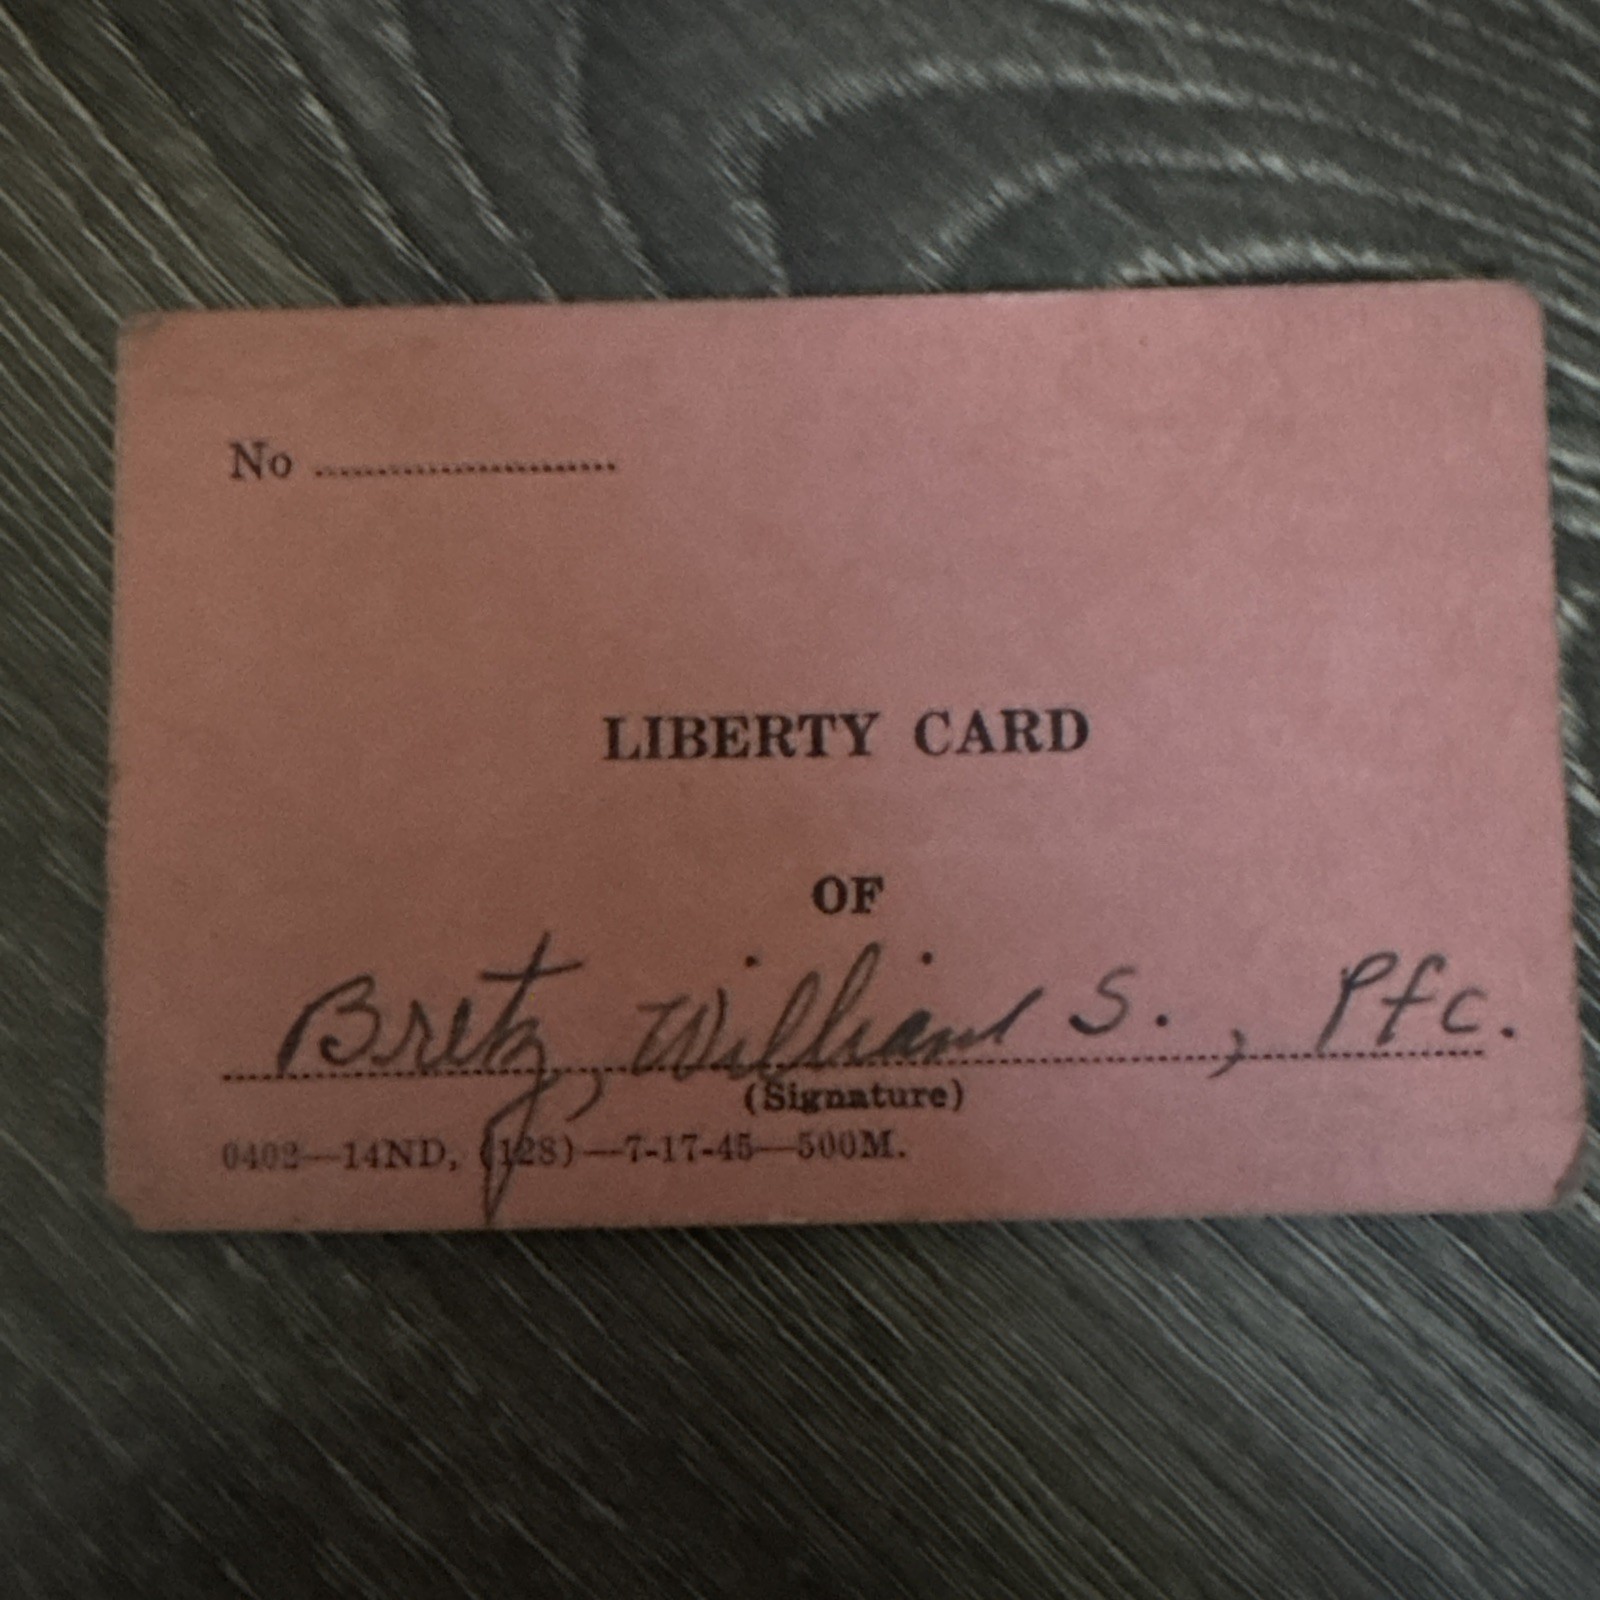 No ........................
LIBERTY CARD
OF
Bretz, William S., Pfc.
(Signature)
0402—14ND, (128)—7-17-45—500M.